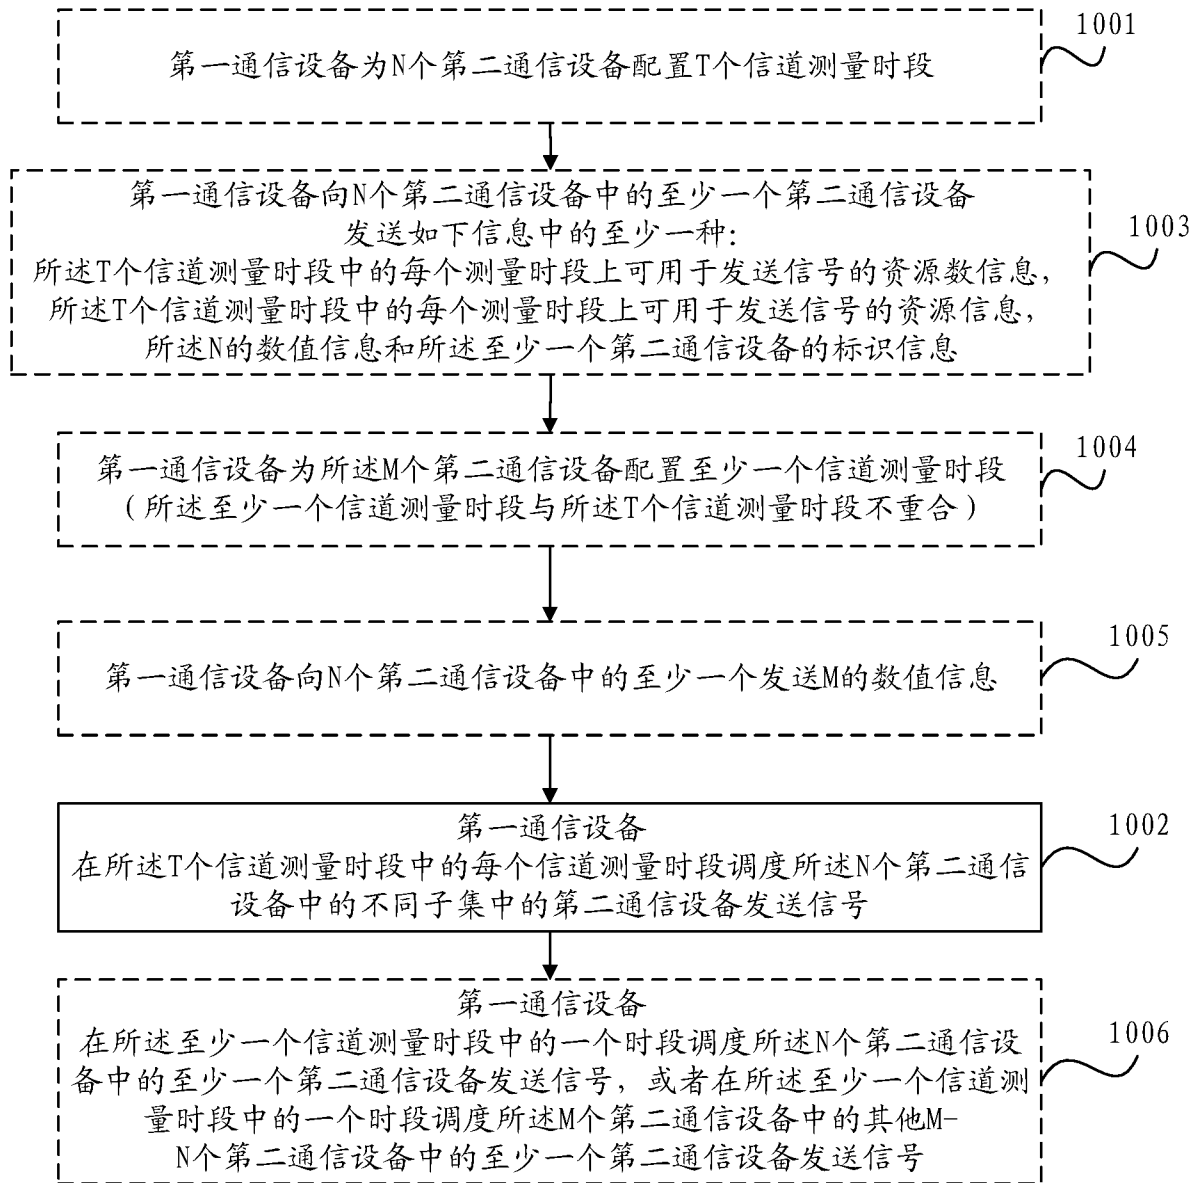 1001
第一通信设备为N个第二通信设备配置T个信道测量时段
第一通信设备向N个第二通信设备中的至少一个第二通信设备
发送如下信息中的至少一种:
所述T个信道测量时段中的每个测量时段上可用于发送信号的资源数信息,
所述T个信道测量时段中的每个测量时段上可用于发送信号的资源信息,
所述N的数值信息和所述至少一个第二通信设备的标识信息
1003
第一通信设备为所述M个第二通信设备配置至少一个信道测量时段
(所述至少一个信道测量时段与所述T个信道测量时段不重合)
1004
第一通信设备向N个第二通信设备中的至少一个发送M的数值信息
1005
第一通信设备
在所述T个信道测量时段中的每个信道测量时段调度所述N个第二通信
设备中的不同子集中的第二通信设备发送信号
1002
第一通信设备
在所述至少一个信道测量时段中的一个时段调度所述N个第二通信设
备中的至少一个第二通信设备发送信号, 或者在所述至少一个信道测
量时段中的一个时段调度所述M个第二通信设备中的其他M-
N个第二通信设备中的至少一个第二通信设备发送信号
1006